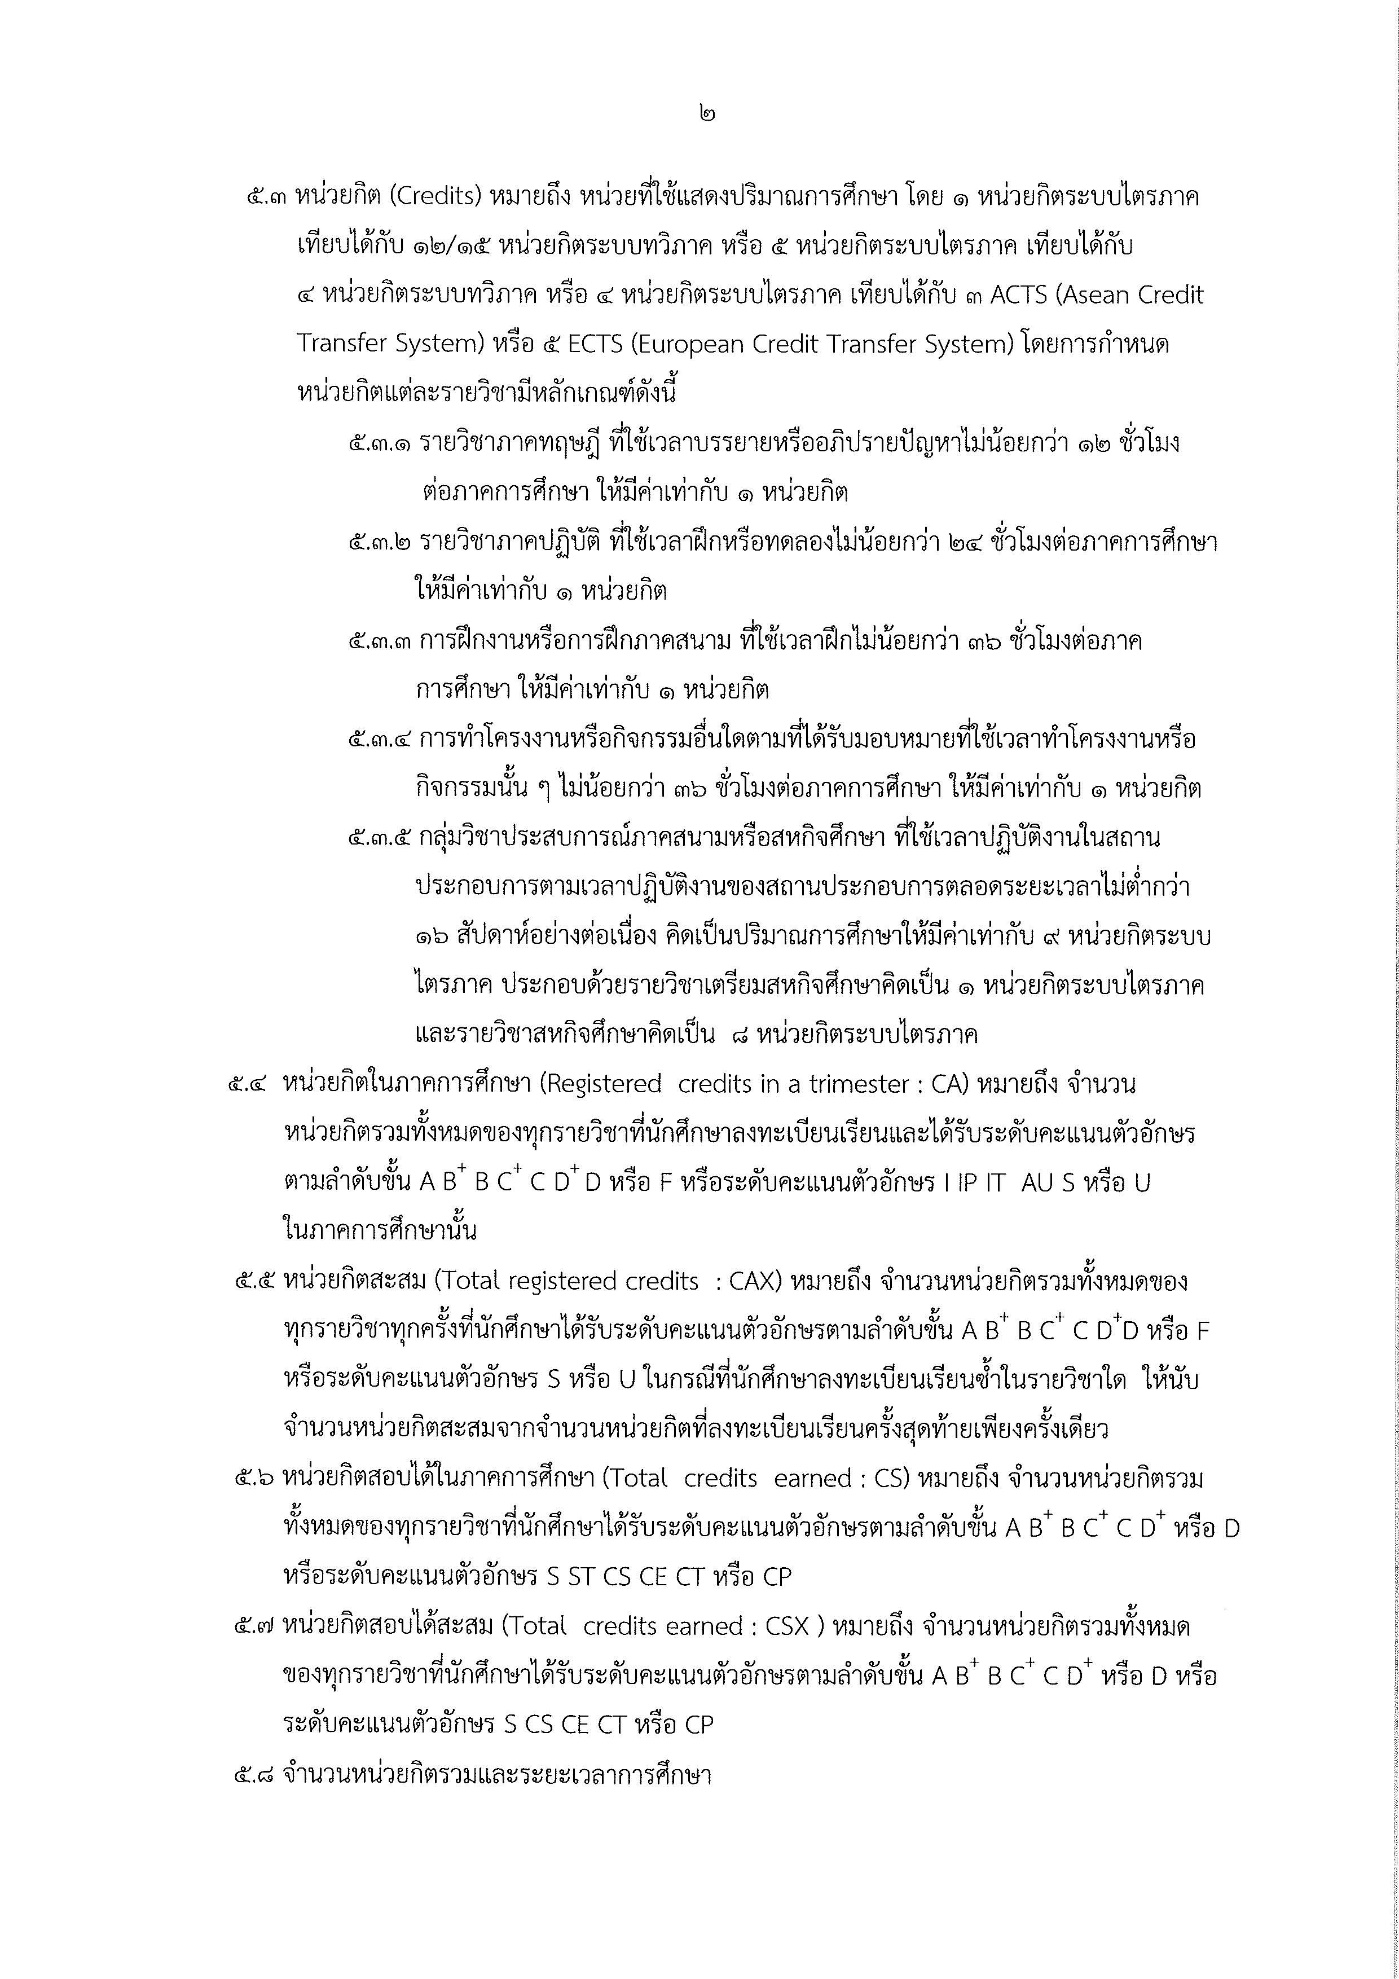 ๒
๕.๓ หน่วยกิต (Credits) หมายถึง หน่วยที่ใช้แสดงปริมาณการศึกษา โดย ๑ หน่วยกิตระบบไตรภาค
เทียบได้กับ ๑๒/๑๕ หน่วยกิตระบบทวิภาค หรือ ๕ หน่วยกิตระบบไตรภาค เทียบได้กับ
๔ หน่วยกิตระบบทวิภาค หรือ ๔ หน่วยกิตระบบไตรภาค เทียบได้กับ ๓ ACTS (Asean Credit
Transfer System) หรือ ๕ ECTS (European Credit Transfer System) โดยการกำหนด
หน่วยกิตแต่ละรายวิชามีหลักเกณฑ์ดังนี้
๕.๓.๑ รายวิชาภาคทฤษฎี ที่ใช้เวลาบรรยายหรืออภิปรายปัญหาไม่น้อยกว่า ๑๒ ชั่วโมง
ต่อภาคการศึกษา ให้มีค่าเท่ากับ ๑ หน่วยกิต
๕.๓.๒ รายวิชาภาคปฏิบัติ ที่ใช้เวลาฝึกหรือทดลองไม่น้อยกว่า ๒๔ ชั่วโมงต่อภาคการศึกษา
ให้มีค่าเท่ากับ ๑ หน่วยกิต
๕.๓.๓ การฝึกงานหรือการฝึกภาคสนาม ที่ใช้เวลาฝึกไม่น้อยกว่า ๓๖ ชั่วโมงต่อภาค
การศึกษา ให้มีค่าเท่ากับ ๑ หน่วยกิต
๕.๓.๔ การทำโครงงานหรือกิจกรรมอื่นใดตามที่ได้รับมอบหมายที่ใช้เวลาทำโครงงานหรือ
กิจกรรมนั้น ๆ ไม่น้อยกว่า ๓๖ ชั่วโมงต่อภาคการศึกษา ให้มีค่าเท่ากับ ๑ หน่วยกิต
๕.๓.๕ กลุ่มวิชาประสบการณ์ภาคสนามหรือสหกิจศึกษา ที่ใช้เวลาปฏิบัติงานในสถาน
ประกอบการตามเวลาปฏิบัติงานของสถานประกอบการตลอดระยะเวลาไม่ต่ำกว่า
๑๖ สัปดาห์อย่างต่อเนื่อง คิดเป็นปริมาณการศึกษาให้มีค่าเท่ากับ ๙ หน่วยกิตระบบ
ไตรภาค ประกอบด้วยรายวิชาเตรียมสหกิจศึกษาคิดเป็น ๑ หน่วยกิตระบบไตรภาค
และรายวิชาสหกิจศึกษาคิดเป็น ๘ หน่วยกิตระบบไตรภาค
๕.๔ หน่วยกิตในภาคการศึกษา (Registered credits in a trimester : CA) หมายถึง จำนวน
หน่วยกิตรวมทั้งหมดของทุกรายวิชาที่นักศึกษาลงทะเบียนเรียนและได้รับระดับคะแนนตัวอักษร
ตามลำดับขั้น A B⁺ B C⁺ C D⁺ D หรือ F หรือระดับคะแนนตัวอักษร I IP IT AU S หรือ U
ในภาคการศึกษานั้น
๕.๕ หน่วยกิตสะสม (Total registered credits : CAX) หมายถึง จำนวนหน่วยกิตรวมทั้งหมดของ
ทุกรายวิชาทุกครั้งที่นักศึกษาได้รับระดับคะแนนตัวอักษรตามลำดับขั้น A B⁺ B C⁺ C D⁺D หรือ F
หรือระดับคะแนนตัวอักษร S หรือ U ในกรณีที่นักศึกษาลงทะเบียนเรียนซ้ำในรายวิชาใด ให้นับ
จำนวนหน่วยกิตสะสมจากจำนวนหน่วยกิตที่ลงทะเบียนเรียนครั้งสุดท้ายเพียงครั้งเดียว
๕.๖ หน่วยกิตสอบได้ในภาคการศึกษา (Total credits earned : CS) หมายถึง จำนวนหน่วยกิตรวม
ทั้งหมดของทุกรายวิชาที่นักศึกษาได้รับระดับคะแนนตัวอักษรตามลำดับขั้น A B⁺ B C⁺ C D⁺ หรือ D
หรือระดับคะแนนตัวอักษร S ST CS CE CT หรือ CP
๕.๗ หน่วยกิตสอบได้สะสม (Total credits earned : CSX ) หมายถึง จำนวนหน่วยกิตรวมทั้งหมด
ของทุกรายวิชาที่นักศึกษาได้รับระดับคะแนนตัวอักษรตามลำดับขั้น A B⁺ B C⁺ C D⁺ หรือ D หรือ
ระดับคะแนนตัวอักษร S CS CE CT หรือ CP
๕.๘ จำนวนหน่วยกิตรวมและระยะเวลาการศึกษา